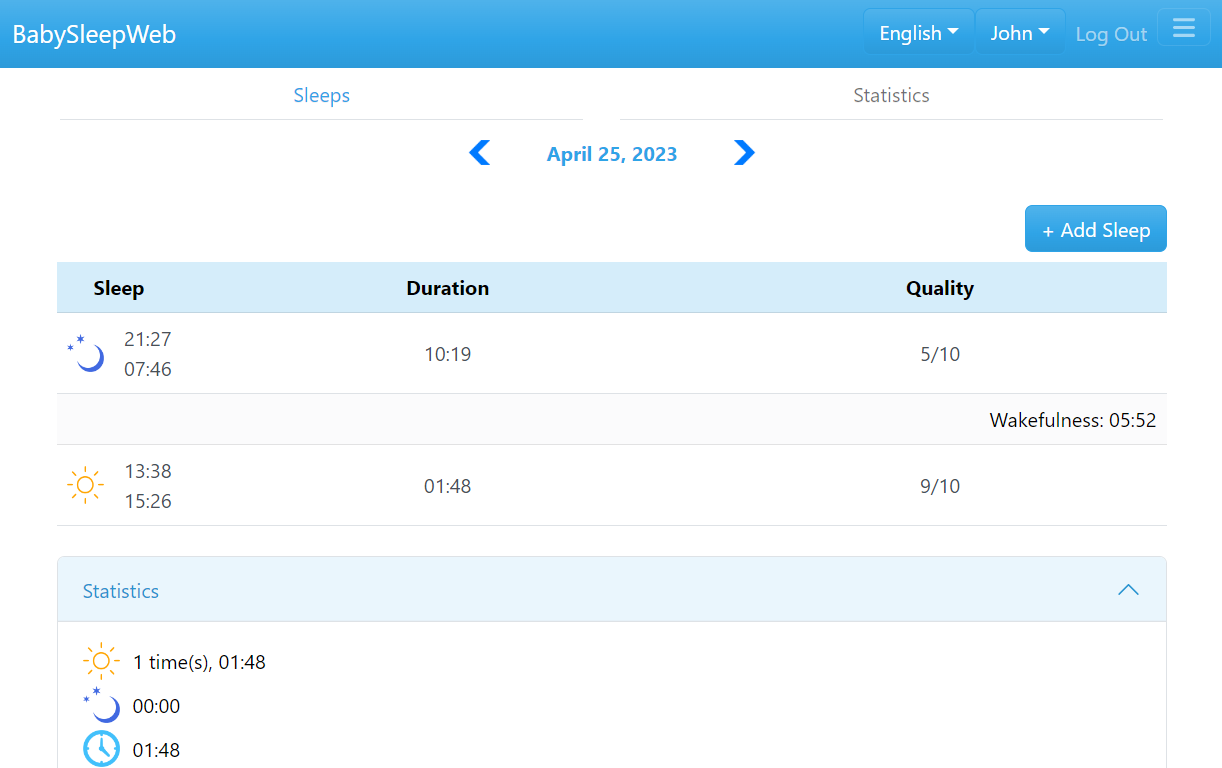 BabySleepWeb English John Log Out
Sleeps Statistics
April 25, 2023
+ Add Sleep
Sleep Duration Quality
21:27
07:46
10:19 5/10
Wakefulness: 05:52
13:38
15:26
01:48 9/10
Statistics
1 time(s), 01:48
00:00
01:48